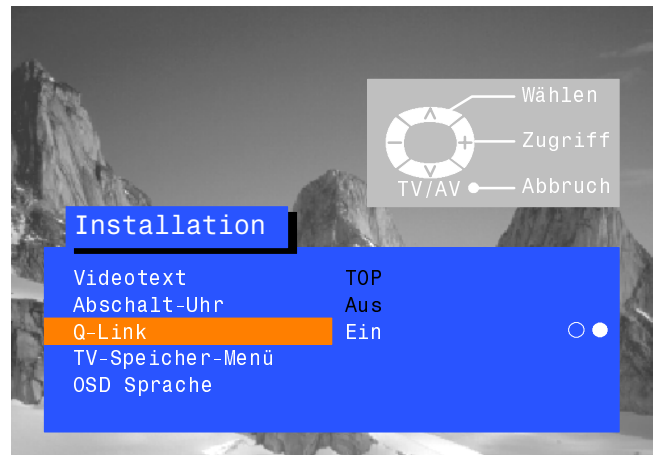 Wählen
Zugriff
TV/AV Abbruch
Installation
Videotext TOP
Abschalt-Uhr Aus
Q-Link Ein
TV-Speicher-Menü
OSD Sprache